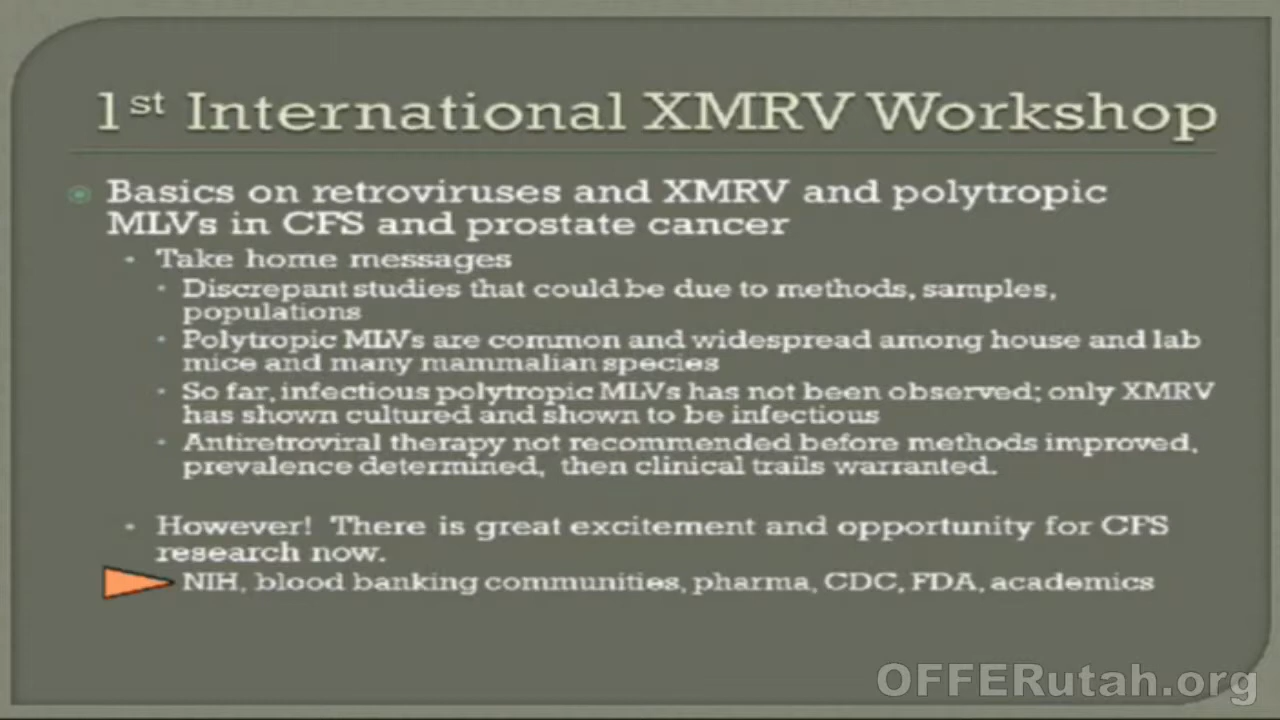 1st International XMRV Workshop
Basics on retroviruses and XMRV and polytropic
MLVs in CFS and prostate cancer
Take home messages
Discrepant studies that could be due to methods, samples,
populations
Polytropic MLVs are common and widespread among house and lab
mice and many mammalian species
So far, infectious polytropic MLVs has not been observed; only XMRV
has shown cultured and shown to be infectious
Antiretroviral therapy not recommended before methods improved,
prevalence determined, then clinical trails warranted.
However! There is great excitement and opportunity for CFS
research now.
NIH, blood banking communities, pharma, CDC, FDA, academics
OFFERutah.org